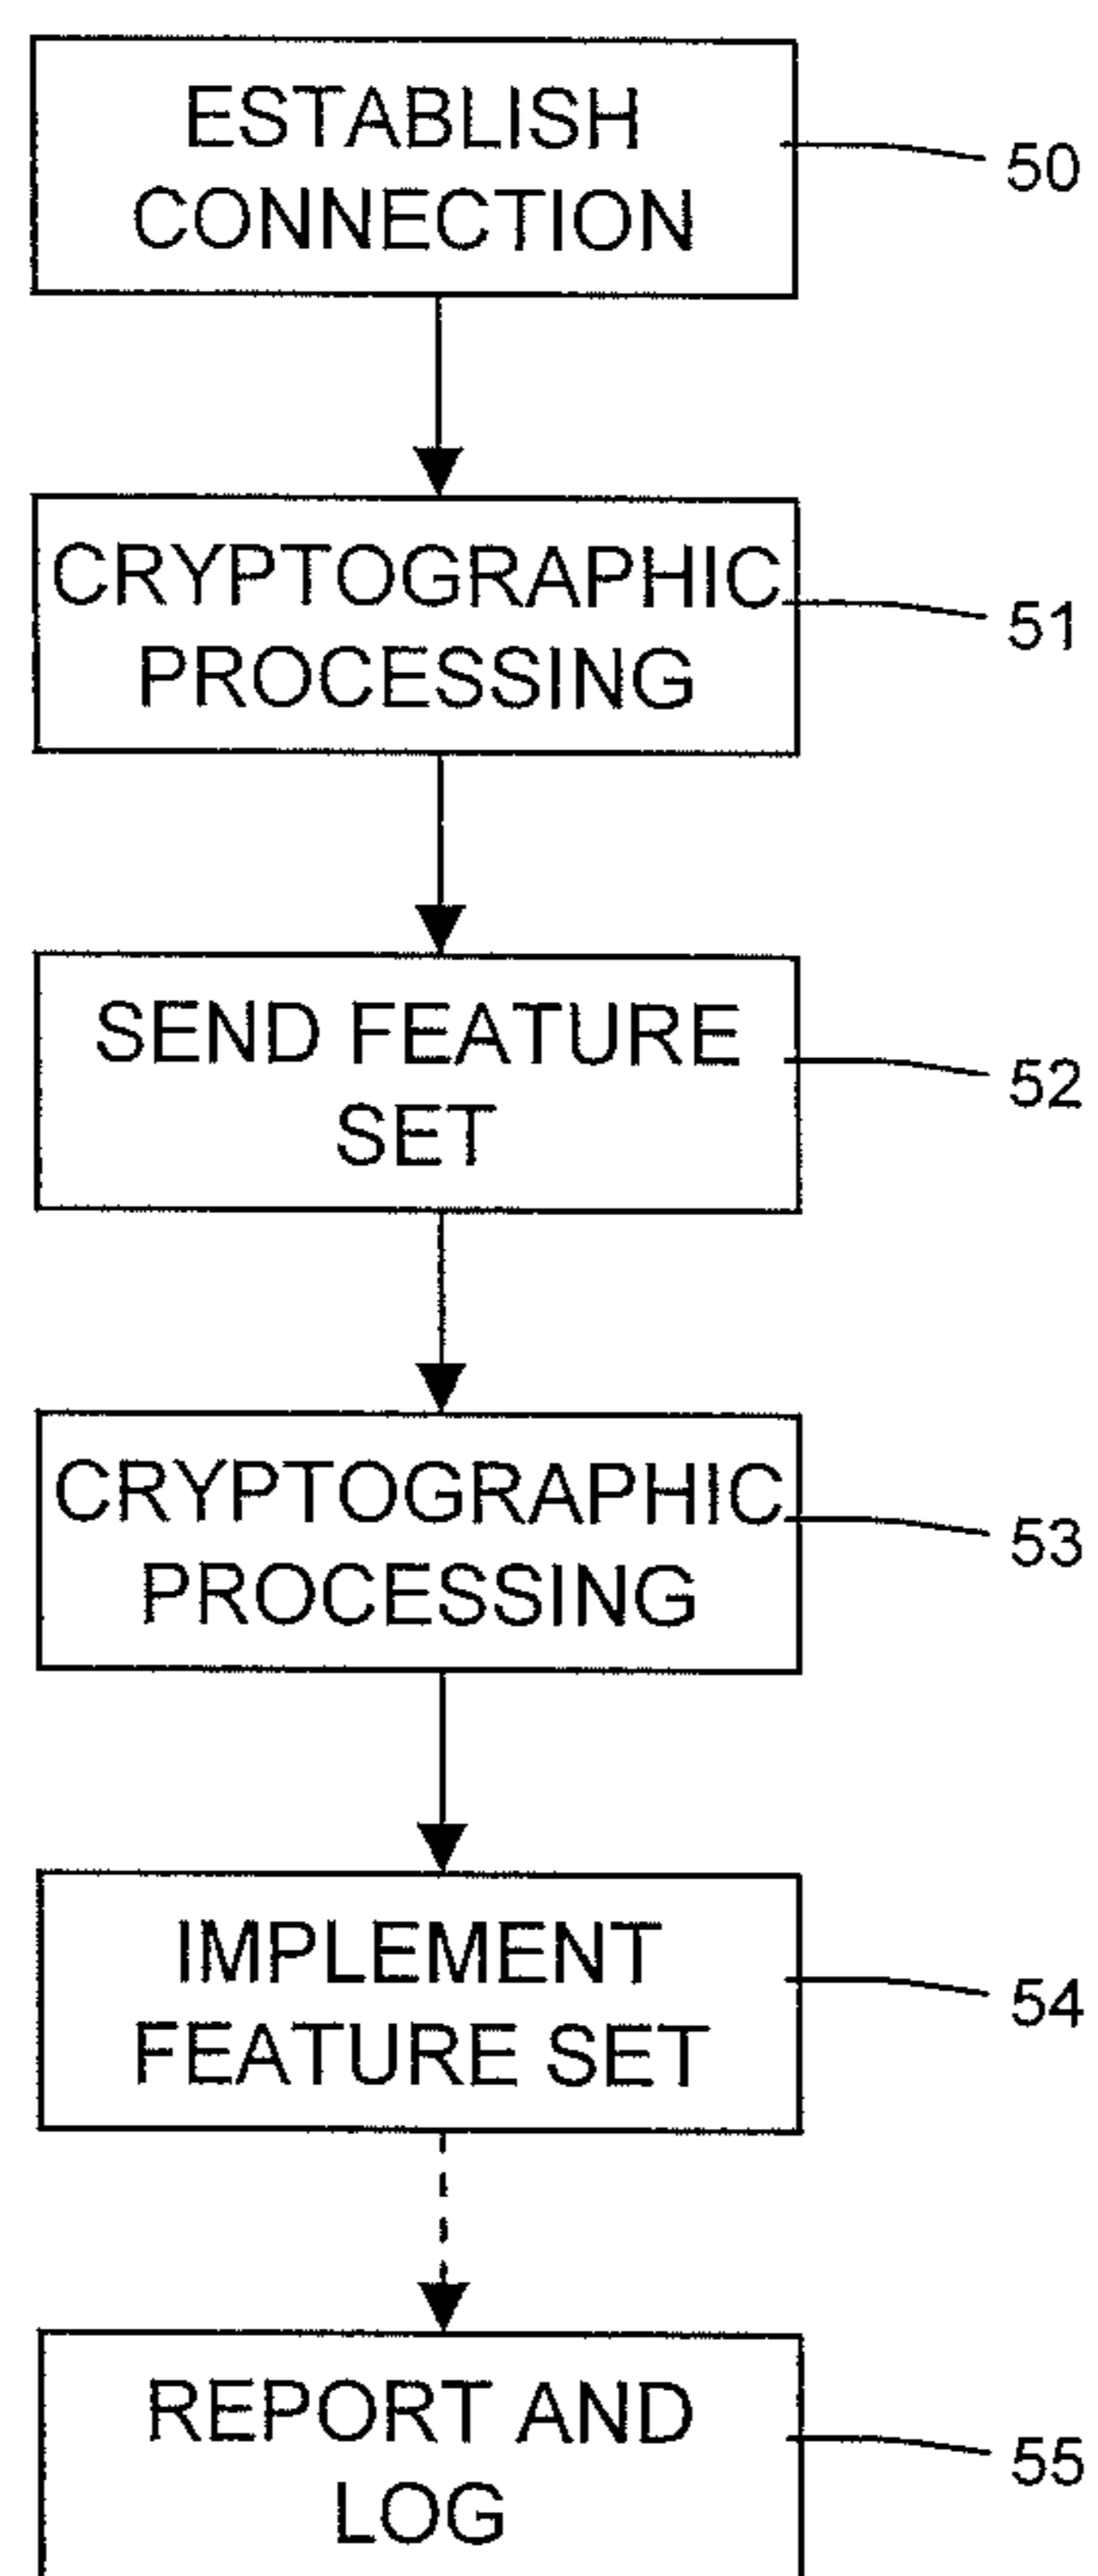 ESTABLISH
CONNECTION
50
CRYPTOGRAPHIC
PROCESSING
51
SEND FEATURE
SET
52
CRYPTOGRAPHIC
PROCESSING
53
IMPLEMENT
FEATURE SET
54
REPORT AND
LOG
55